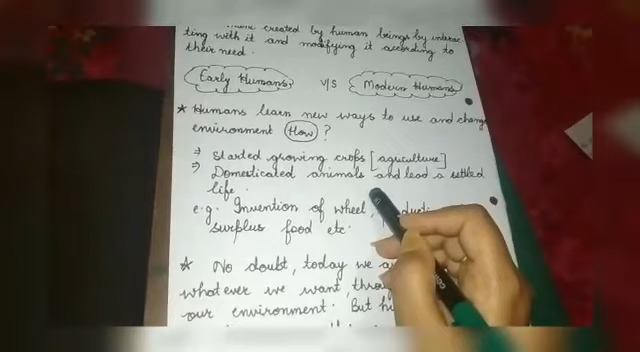 created by human beings by interac
ting with it and modifying it according to
their need.
Early Humans V/S Modern Humans
* Humans learn new ways to use and change
environment How ?
⇒ Started growing crops [agriculture]
⇒ Domesticated animals and lead a settled
life.
e.g. Invention of wheel,
surplus food etc.
* No doubt, today we
whatever we want,
our environment. But